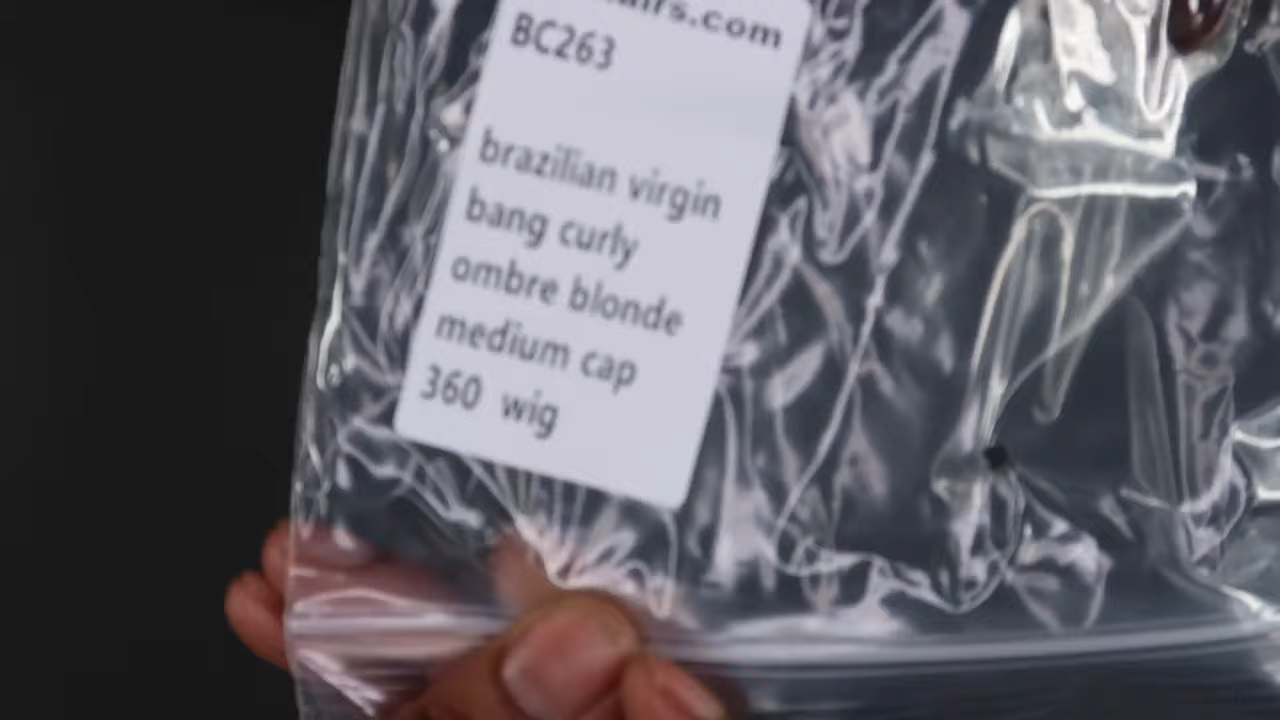 BC263
brazilian virgin
bang curly
ombre blonde
medium cap
360 wig